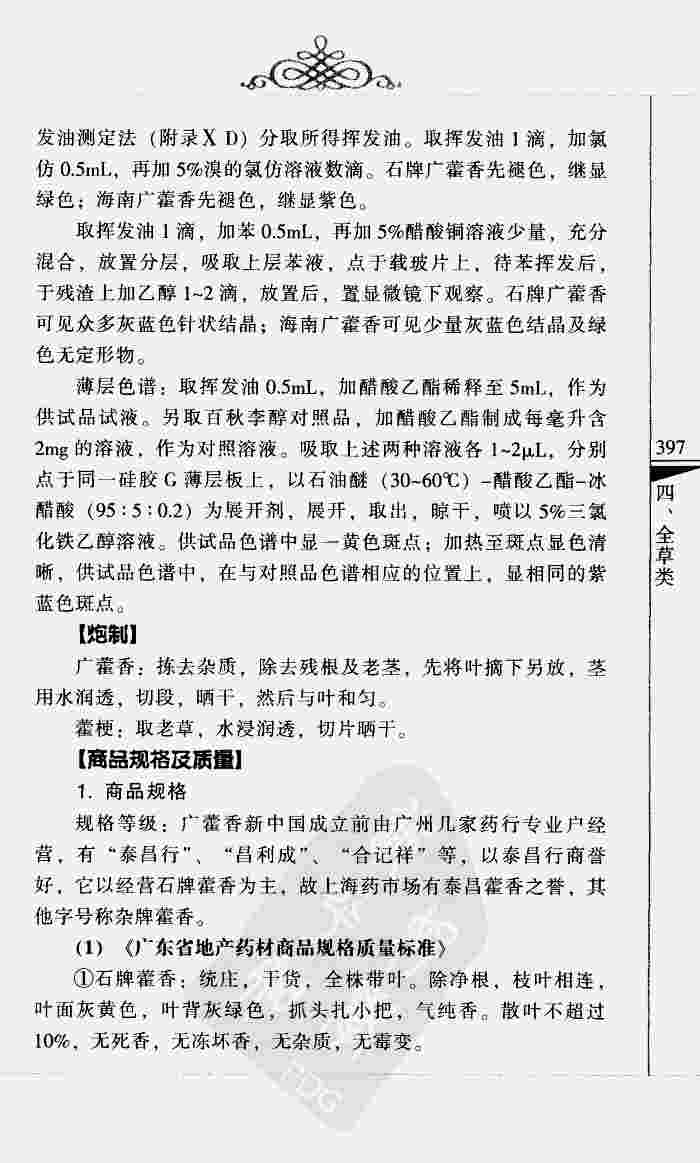 发油测定法（附录Ⅹ D）分取所得挥发油。取挥发油 1 滴，加氯
仿 0.5mL，再加 5%溴的氯仿溶液数滴。石牌广藿香先褪色，继显
绿色；海南广藿香先褪色，继显紫色。
取挥发油 1 滴，加苯 0.5mL，再加 5%醋酸铜溶液少量，充分
混合，放置分层，吸取上层苯液，点于载玻片上，待苯挥发后，
于残渣上加乙醇 1~2 滴，放置后，置显微镜下观察。石牌广藿香
可见众多灰蓝色针状结晶；海南广藿香可见少量灰蓝色结晶及绿
色无定形物。
薄层色谱：取挥发油 0.5mL，加醋酸乙酯稀释至 5mL，作为
供试品试液。另取百秋李醇对照品，加醋酸乙酯制成每毫升含
2mg 的溶液，作为对照溶液。吸取上述两种溶液各 1~2μL，分别
点于同一硅胶 G 薄层板上，以石油醚（30~60℃）–醋酸乙酯–冰
醋酸（95∶5∶0.2）为展开剂，展开，取出，晾干，喷以 5%三氯
化铁乙醇溶液。供试品色谱中显一黄色斑点；加热至斑点显色清
晰，供试品色谱中，在与对照品色谱相应的位置上，显相同的紫
蓝色斑点。
【炮制】
广藿香：拣去杂质，除去残根及老茎，先将叶摘下另放，茎
用水润透，切段，晒干，然后与叶和匀。
藿梗：取老草，水浸润透，切片晒干。
【商品规格及质量】
1. 商品规格
规格等级：广藿香新中国成立前由广州几家药行专业户经
营，有“泰昌行”、“昌利成”、“合记祥”等，以泰昌行商誉
好，它以经营石牌藿香为主，故上海药市场有泰昌藿香之誉，其
他字号称杂牌藿香。
(1) 《广东省地产药材商品规格质量标准》
①石牌藿香：统庄，干货，全株带叶。除净根，枝叶相连，
叶面灰黄色，叶背灰绿色，抓头扎小把，气纯香。散叶不超过
10%，无死香，无冻坏香，无杂质，无霉变。
397
四、全草类
PDG